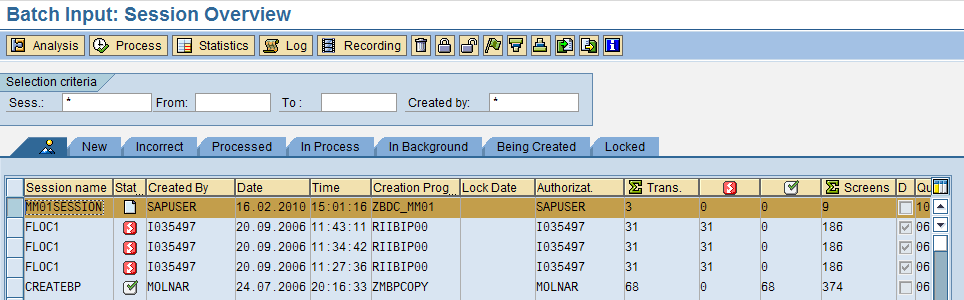 Batch Input: Session Overview
Analysis Process Statistics Log Recording
Selection criteria
Sess.: * From: To : Created by: *
New Incorrect Processed In Process In Background Being Created Locked
Session name Stat... Created By Date Time Creation Prog... Lock Date Authorizat. Σ Trans. Σ Screens D Qu
MM01SESSION SAPUSER 16.02.2010 15:01:16 ZBDC_MM01 SAPUSER 3 0 0 9 10
FLOC1 I035497 20.09.2006 11:43:11 RIIBIP00 I035497 31 31 0 186 06
FLOC1 I035497 20.09.2006 11:34:42 RIIBIP00 I035497 31 31 0 186 06
FLOC1 I035497 20.09.2006 11:27:36 RIIBIP00 I035497 31 31 0 186 06
CREATEBP MOLNAR 24.07.2006 20:16:33 ZMBPCOPY MOLNAR 68 0 68 374 06